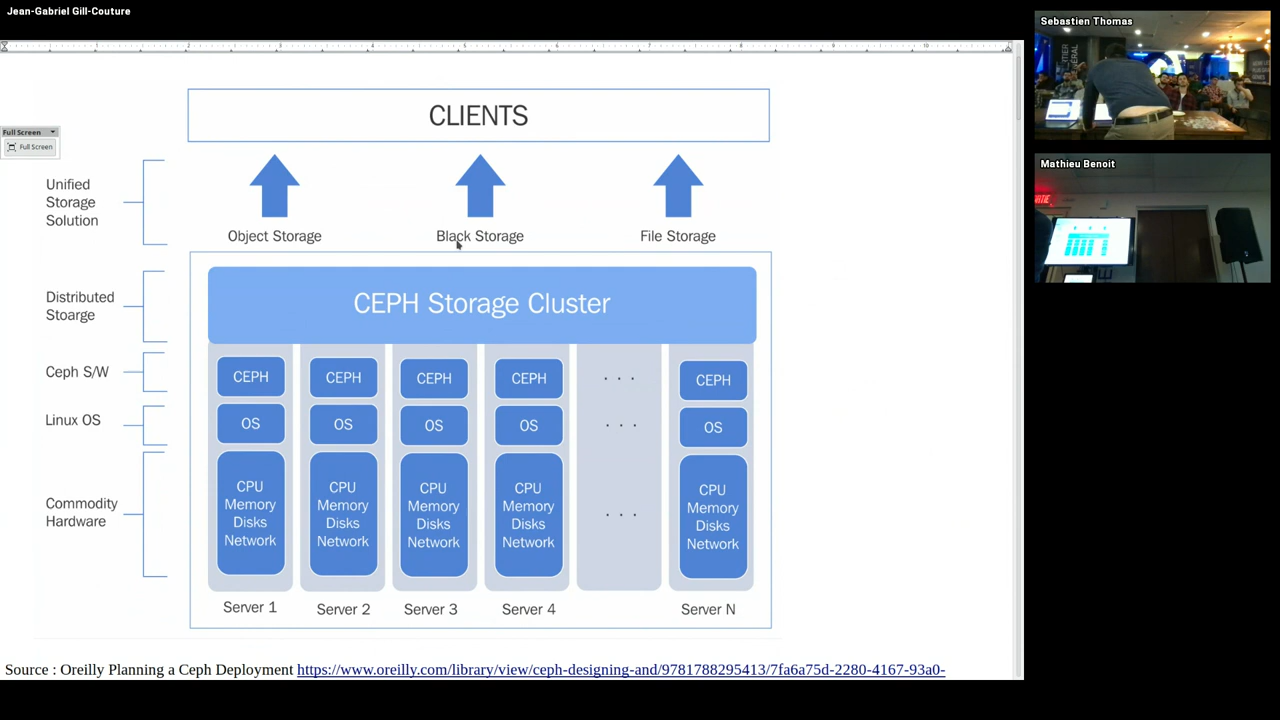 Jean-Gabriel Gill-Couture
Sebastien Thomas
Mathieu Benoit
Full Screen
Full Screen
CLIENTS
Unified
Storage
Solution
Object Storage
Black Storage
File Storage
Distributed
Stoarge
CEPH Storage Cluster
Ceph S/W
CEPH
CEPH
CEPH
CEPH
. . .
CEPH
Linux OS
OS
OS
OS
OS
. . .
OS
Commodity
Hardware
CPU
Memory
Disks
Network
CPU
Memory
Disks
Network
CPU
Memory
Disks
Network
CPU
Memory
Disks
Network
. . .
CPU
Memory
Disks
Network
Server 1
Server 2
Server 3
Server 4
Server N
Source : Oreilly Planning a Ceph Deployment https://www.oreilly.com/library/view/ceph-designing-and/9781788295413/7fa6a75d-2280-4167-93a0-